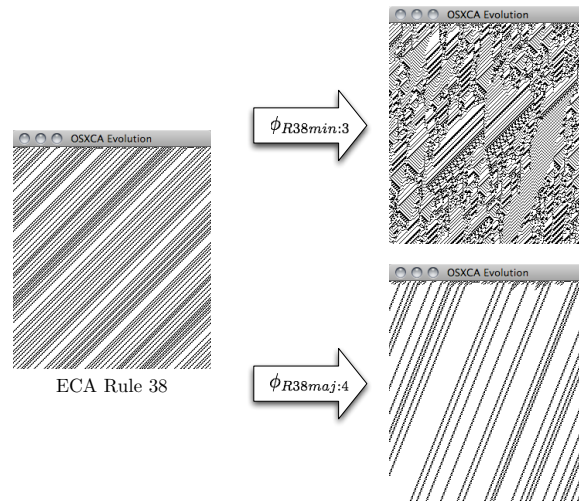 OSXCA Evolution
ϕR38min:3
OSXCA Evolution
ECA Rule 38
OSXCA Evolution
ϕR38maj:4